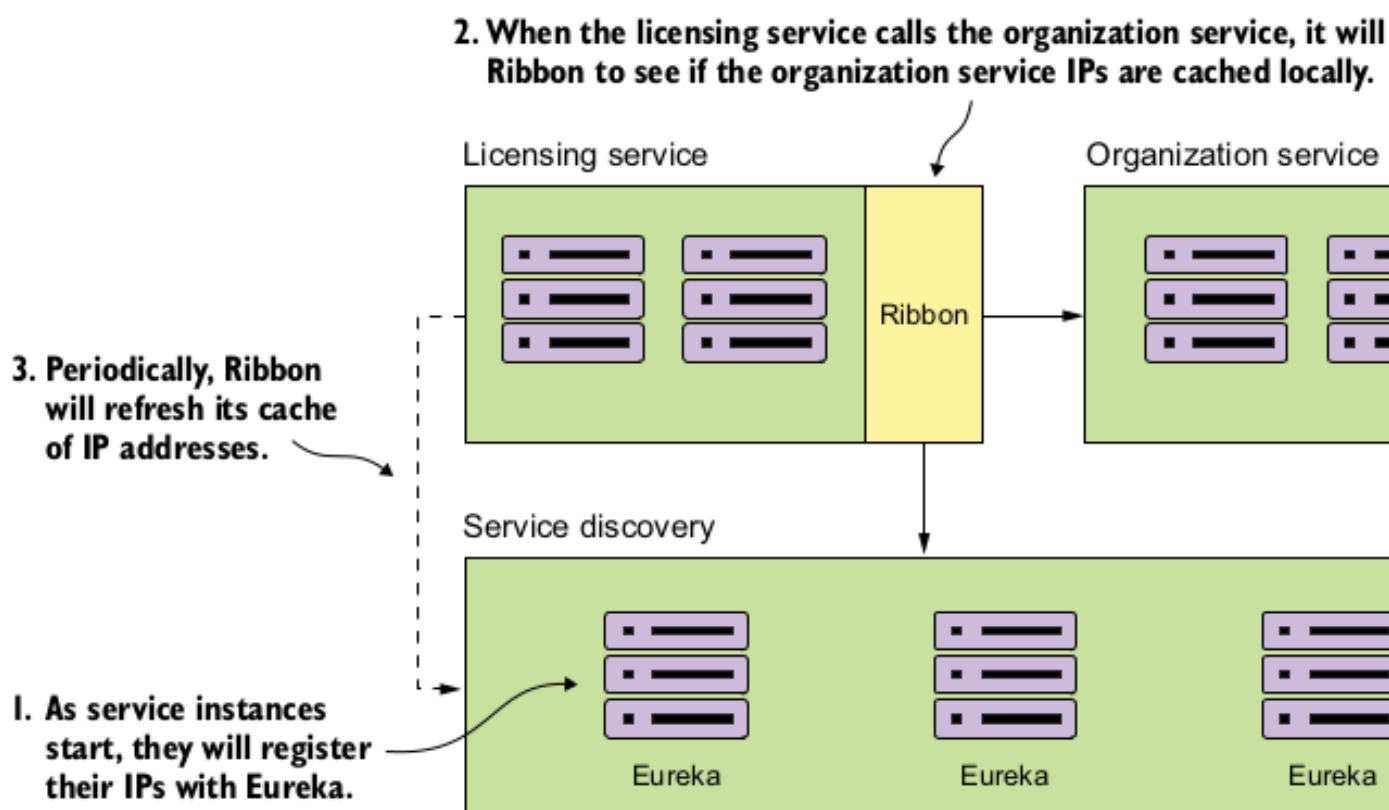 2. When the licensing service calls the organization service, it will
Ribbon to see if the organization service IPs are cached locally.
Licensing service
Organization service
Ribbon
3. Periodically, Ribbon
will refresh its cache
of IP addresses.
Service discovery
1. As service instances
start, they will register
their IPs with Eureka.
Eureka
Eureka
Eureka